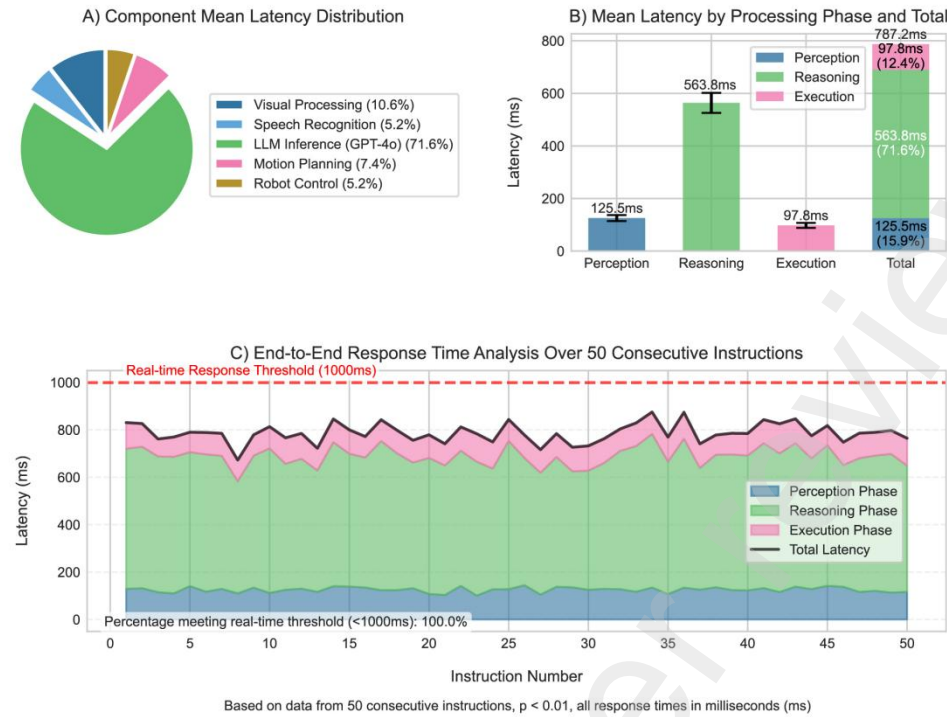 A) Component Mean Latency Distribution
Visual Processing (10.6%)
Speech Recognition (5.2%)
LLM Inference (GPT-4o) (71.6%)
Motion Planning (7.4%)
Robot Control (5.2%)
B) Mean Latency by Processing Phase and Total
Latency (ms)
800
600
400
200
0
Perception
Reasoning
Execution
125.5ms
563.8ms
97.8ms
787.2ms
97.8ms
(12.4%)
563.8ms
(71.6%)
125.5ms
(15.9%)
Perception
Reasoning
Execution
Total
C) End-to-End Response Time Analysis Over 50 Consecutive Instructions
Real-time Response Threshold (1000ms)
Latency (ms)
1000
800
600
400
200
0
Perception Phase
Reasoning Phase
Execution Phase
Total Latency
Percentage meeting real-time threshold (<1000ms): 100.0%
0 5 10 15 20 25 30 35 40 45 50
Instruction Number
Based on data from 50 consecutive instructions, p < 0.01, all response times in milliseconds (ms)